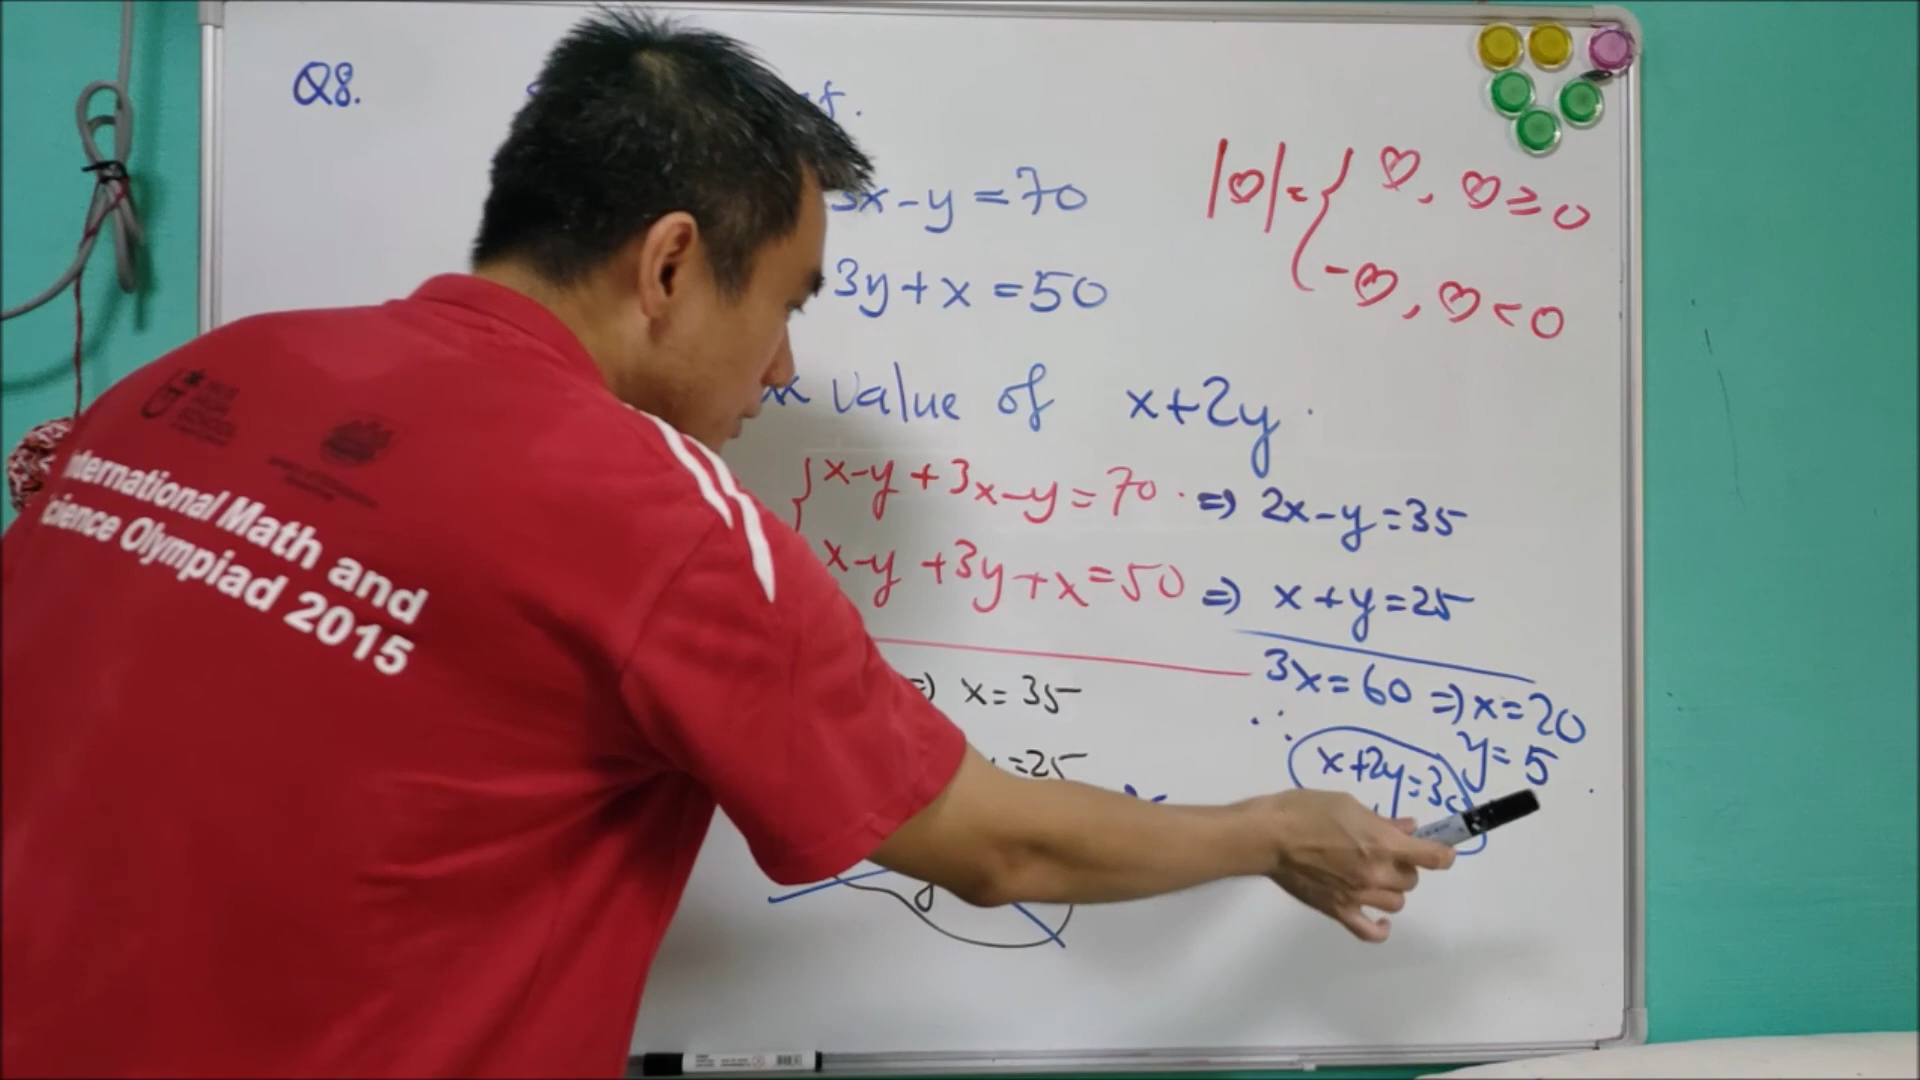 Q8.
3x-y=70
3y+x=50
value of x+2y.
|♡|={ ♡, ♡≥0
-♡, ♡<0
{x-y+3x-y=70. ⇒ 2x-y=35
x-y+3y+x=50 ⇒ x+y=25
3x=60 ⇒ x=20
y=5
∴ x+2y=30
⇒ x=35
=25
International Math and
Science Olympiad 2015